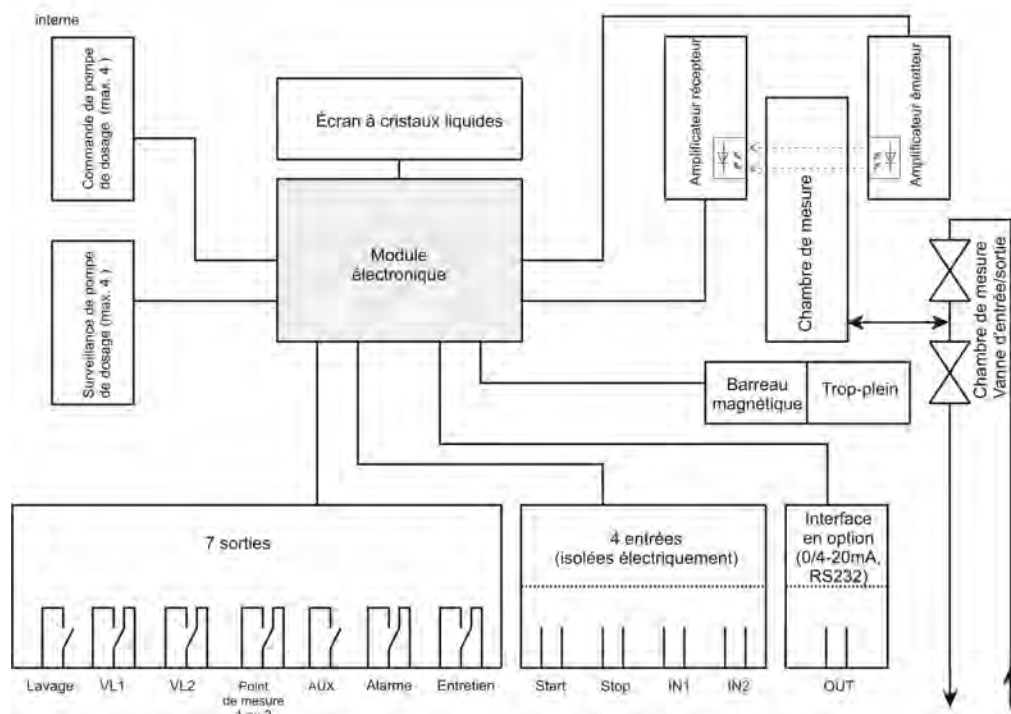 interne
Commande de pompe
de dosage (max. 4 )
Surveillance de pompe
de dosage (max. 4 )
Écran à cristaux liquides
Module
électronique
Amplificateur récepteur
Chambre de mesure
Amplificateur émetteur
Chambre de mesure
Vanne d'entrée/sortie
Barreau
magnétique
Trop-plein
7 sorties
4 entrées
(isolées électriquement)
Interface
en option
(0/4-20mA,
RS232)
Lavage
VL1
VL2
Point
de mesure
AUX
Alarme
Entretien
Start
Stop
IN1
IN2
OUT